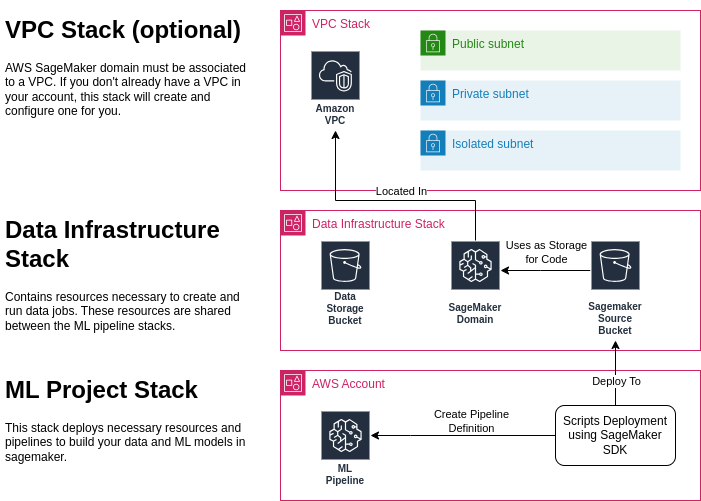 VPC Stack (optional)
AWS SageMaker domain must be associated
to a VPC. If you don't already have a VPC in
your account, this stack will create and
configure one for you.
VPC Stack
Amazon
VPC
Public subnet
Private subnet
Isolated subnet
Located In
Data Infrastructure
Stack
Contains resources necessary to create and
run data jobs. These resources are shared
between the ML pipeline stacks.
Data Infrastructure Stack
Data
Storage
Bucket
SageMaker
Domain
Uses as Storage
for Code
Sagemaker
Source
Bucket
ML Project Stack
This stack deploys necessary resources and
pipelines to build your data and ML models in
sagemaker.
AWS Account
Deploy To
ML
Pipeline
Create Pipeline
Definition
Scripts Deployment
using SageMaker
SDK